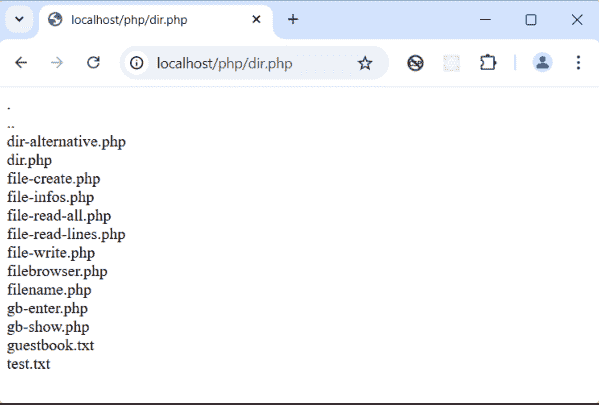 localhost/php/dir.php
localhost/php/dir.php
.
..
dir-alternative.php
dir.php
file-create.php
file-infos.php
file-read-all.php
file-read-lines.php
file-write.php
filebrowser.php
filename.php
gb-enter.php
gb-show.php
guestbook.txt
test.txt